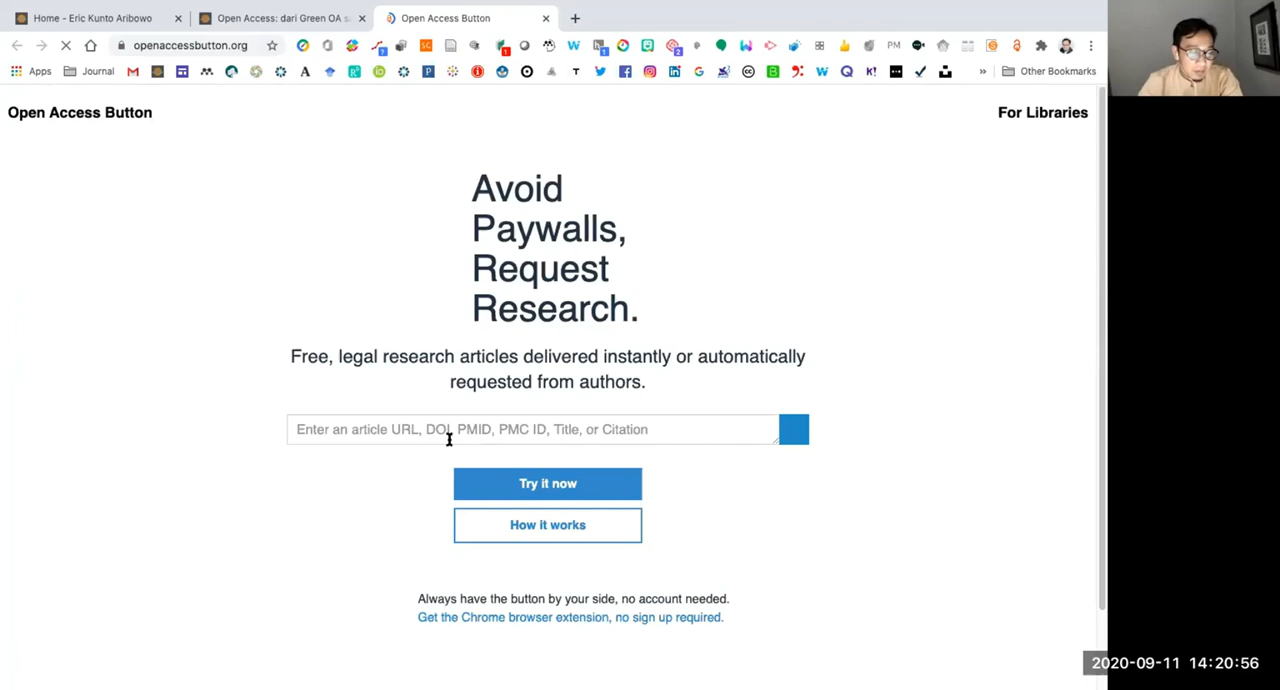 Home - Eric Kunto Aribowo
Open Access: dari Green OA s
Open Access Button
openaccessbutton.org
PM
Apps
Journal
Other Bookmarks
Open Access Button
For Libraries
Avoid
Paywalls,
Request
Research.
Free, legal research articles delivered instantly or automatically
requested from authors.
Enter an article URL, DOI, PMID, PMC ID, Title, or Citation
Try it now
How it works
Always have the button by your side, no account needed.
Get the Chrome browser extension, no sign up required.
2020-09-11 14:20:56